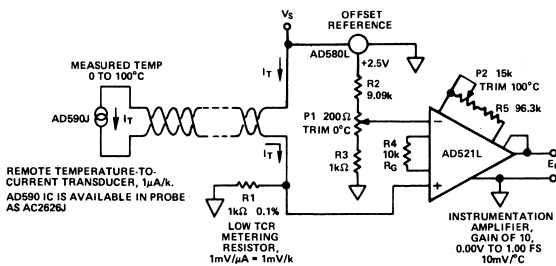 VS
OFFSET
REFERENCE
AD580L
+2.5V
MEASURED TEMP
0 TO 100°C
AD590J
IT
IT
IT
R2
9.09k
P1 200Ω
TRIM 0°C
R3
1kΩ
P2 15k
TRIM 100°C
R5 96.3k
R4
10k
RG
−
+
AD521L
REMOTE TEMPERATURE-TO-
CURRENT TRANSDUCER, 1μA/k.
AD590 IC IS AVAILABLE IN PROBE
AS AC2626J
R1
1kΩ 0.1%
LOW TCR
METERING
RESISTOR,
1mV/μA = 1mV/k
INSTRUMENTATION
AMPLIFIER,
GAIN OF 10,
0.00V TO 1.00 FS
10mV/°C